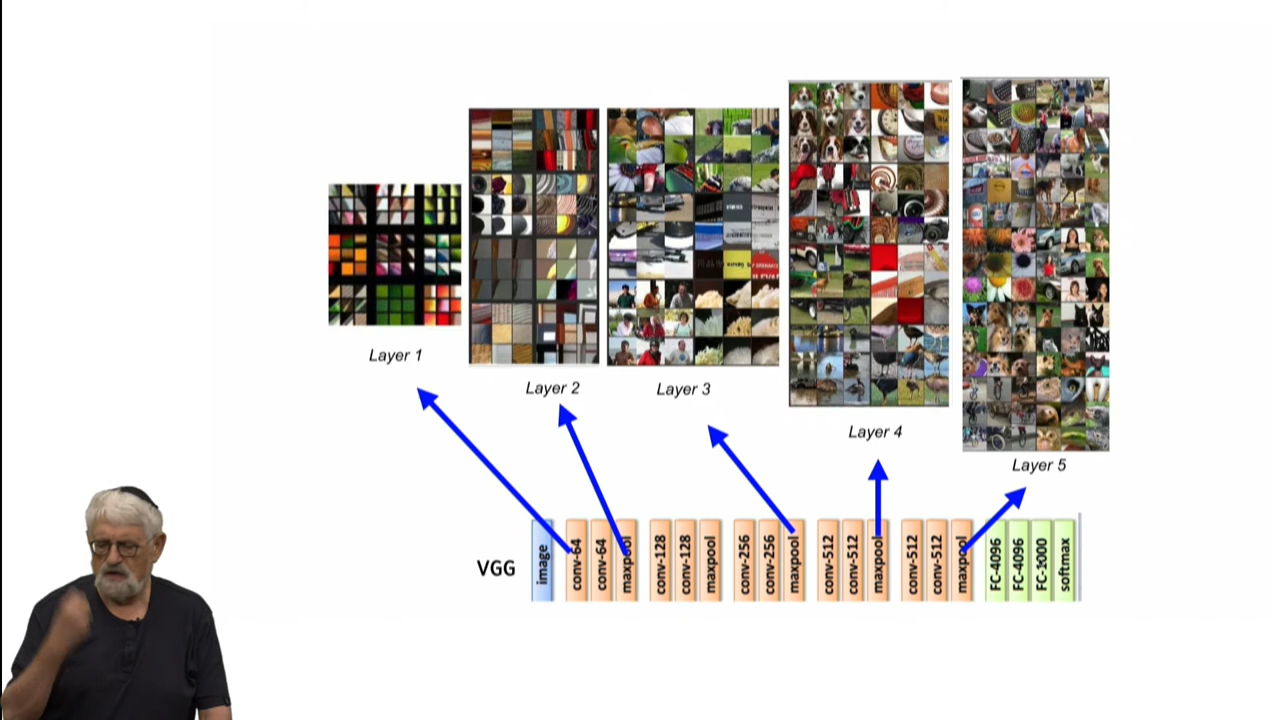 Layer 1
Layer 2
Layer 3
Layer 4
Layer 5
VGG
image
conv-64
conv-64
maxpool
conv-128
conv-128
maxpool
conv-256
conv-256
maxpool
conv-512
conv-512
maxpool
conv-512
conv-512
maxpool
FC-4096
FC-4096
FC-1000
softmax